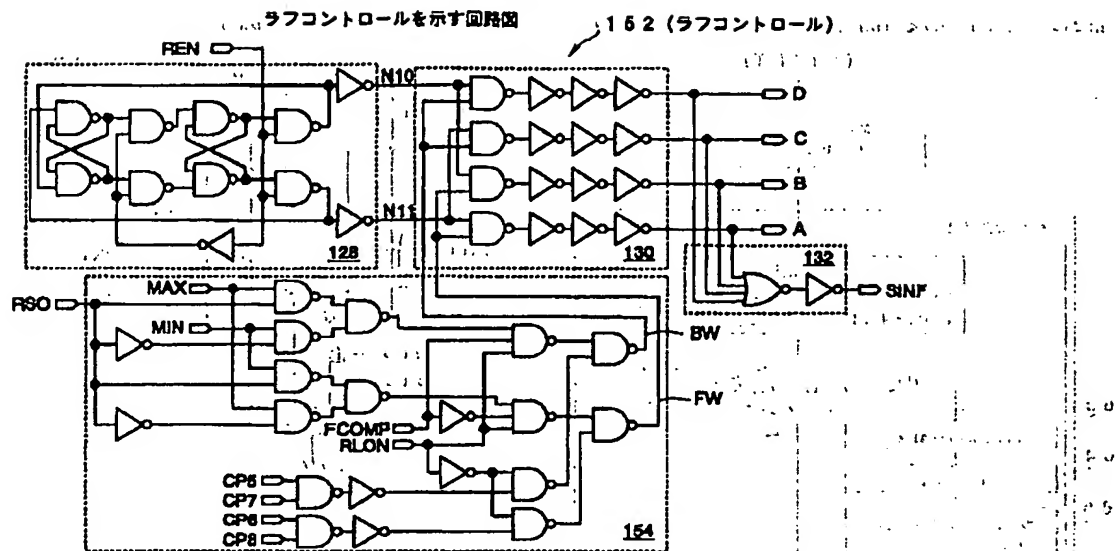 ラフコントロールを示す回路図
152 (ラフコントロール)
REN
N10
D
C
B
N11
A
128
130
132
RSO
MAX
SINF
MIN
BW
FW
FCOMP
RLON
CP5
CP7
CP6
CP8
154